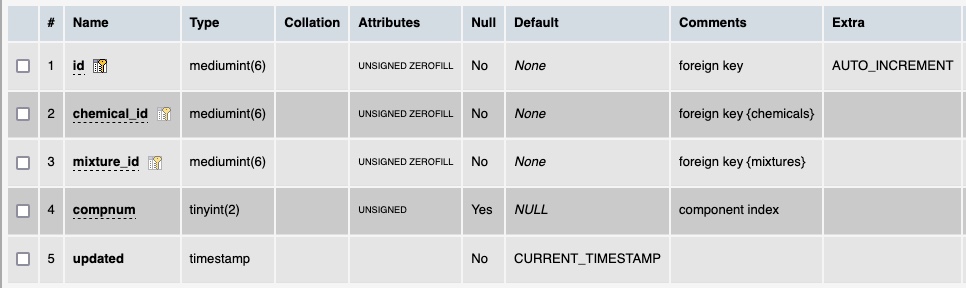 # Name Type Collation Attributes Null Default Comments Extra
1 id mediumint(6) UNSIGNED ZEROFILL No None foreign key AUTO_INCREMENT
2 chemical_id mediumint(6) UNSIGNED ZEROFILL No None foreign key {chemicals}
3 mixture_id mediumint(6) UNSIGNED ZEROFILL No None foreign key {mixtures}
4 compnum tinyint(2) UNSIGNED Yes NULL component index
5 updated timestamp No CURRENT_TIMESTAMP